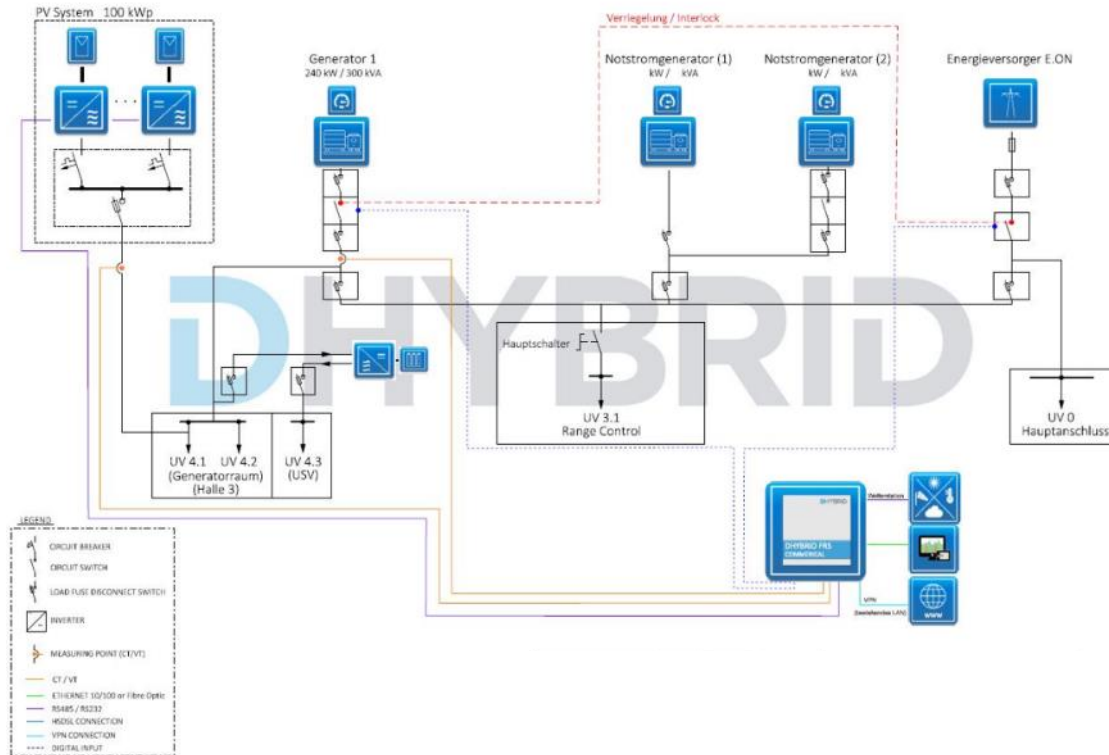 PV System 100 kWp
Verriegelung / Interlock
Generator 1
240 kW / 300 kVA
Notstromgenerator (1)
kW / kVA
Notstromgenerator (2)
kW / kVA
Energieversorger E.ON
DHYBRID
Hauptschalter
UV 3.1
Range Control
UV 0
Hauptanschluss
UV 4.1
UV 4.2
(Generatorraum)
(Halle 3)
UV 4.3
(USV)
DHYBRID
DHYBRID FRS
COMMERICAL
VPN
(bestehendes LAN)
WWW
LEGEND
CIRCUIT BREAKER
CIRCUIT SWITCH
LOAD FUSE DISCONNECT SWITCH
INVERTER
MEASURING POINT (CT/VT)
CT / VT
ETHERNET 10/100 or Fibre Optic
RS485 / RS232
HSDSL CONNECTION
VPN CONNECTION
DIGITAL INPUT